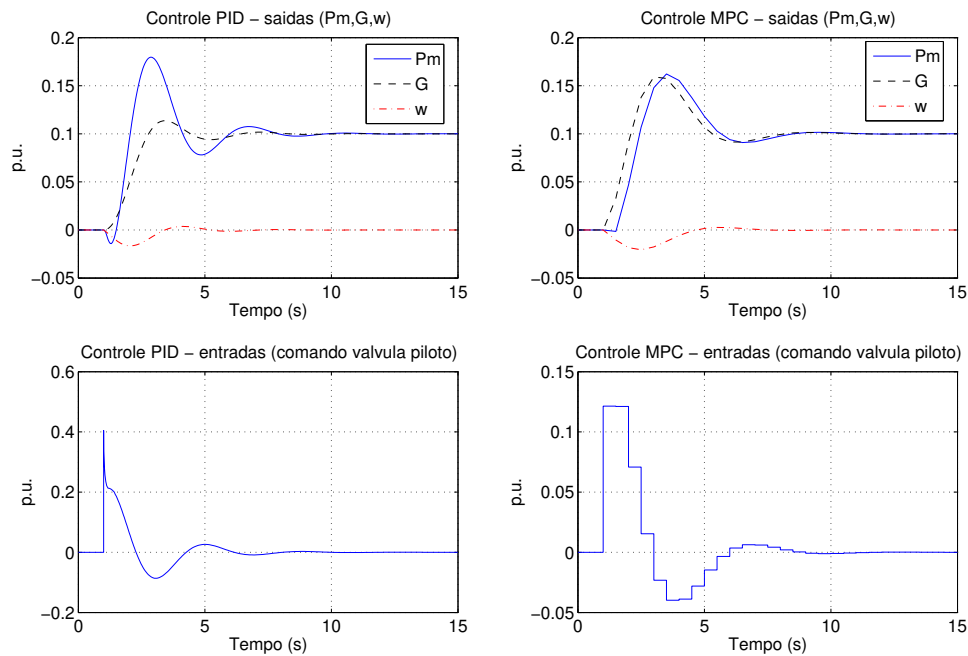 Controle PID − saidas (Pm,G,w)
0.2
0.15
0.1
0.05
0
−0.05
p.u.
Pm
G
w
0
5
10
15
Tempo (s)
Controle MPC − saidas (Pm,G,w)
0.2
0.15
0.1
0.05
0
−0.05
p.u.
Pm
G
w
0
5
10
15
Tempo (s)
Controle PID − entradas (comando valvula piloto)
0.6
0.4
0.2
0
−0.2
p.u.
0
5
10
15
Tempo (s)
Controle MPC − entradas (comando valvula piloto)
0.15
0.1
0.05
0
−0.05
p.u.
0
5
10
15
Tempo (s)